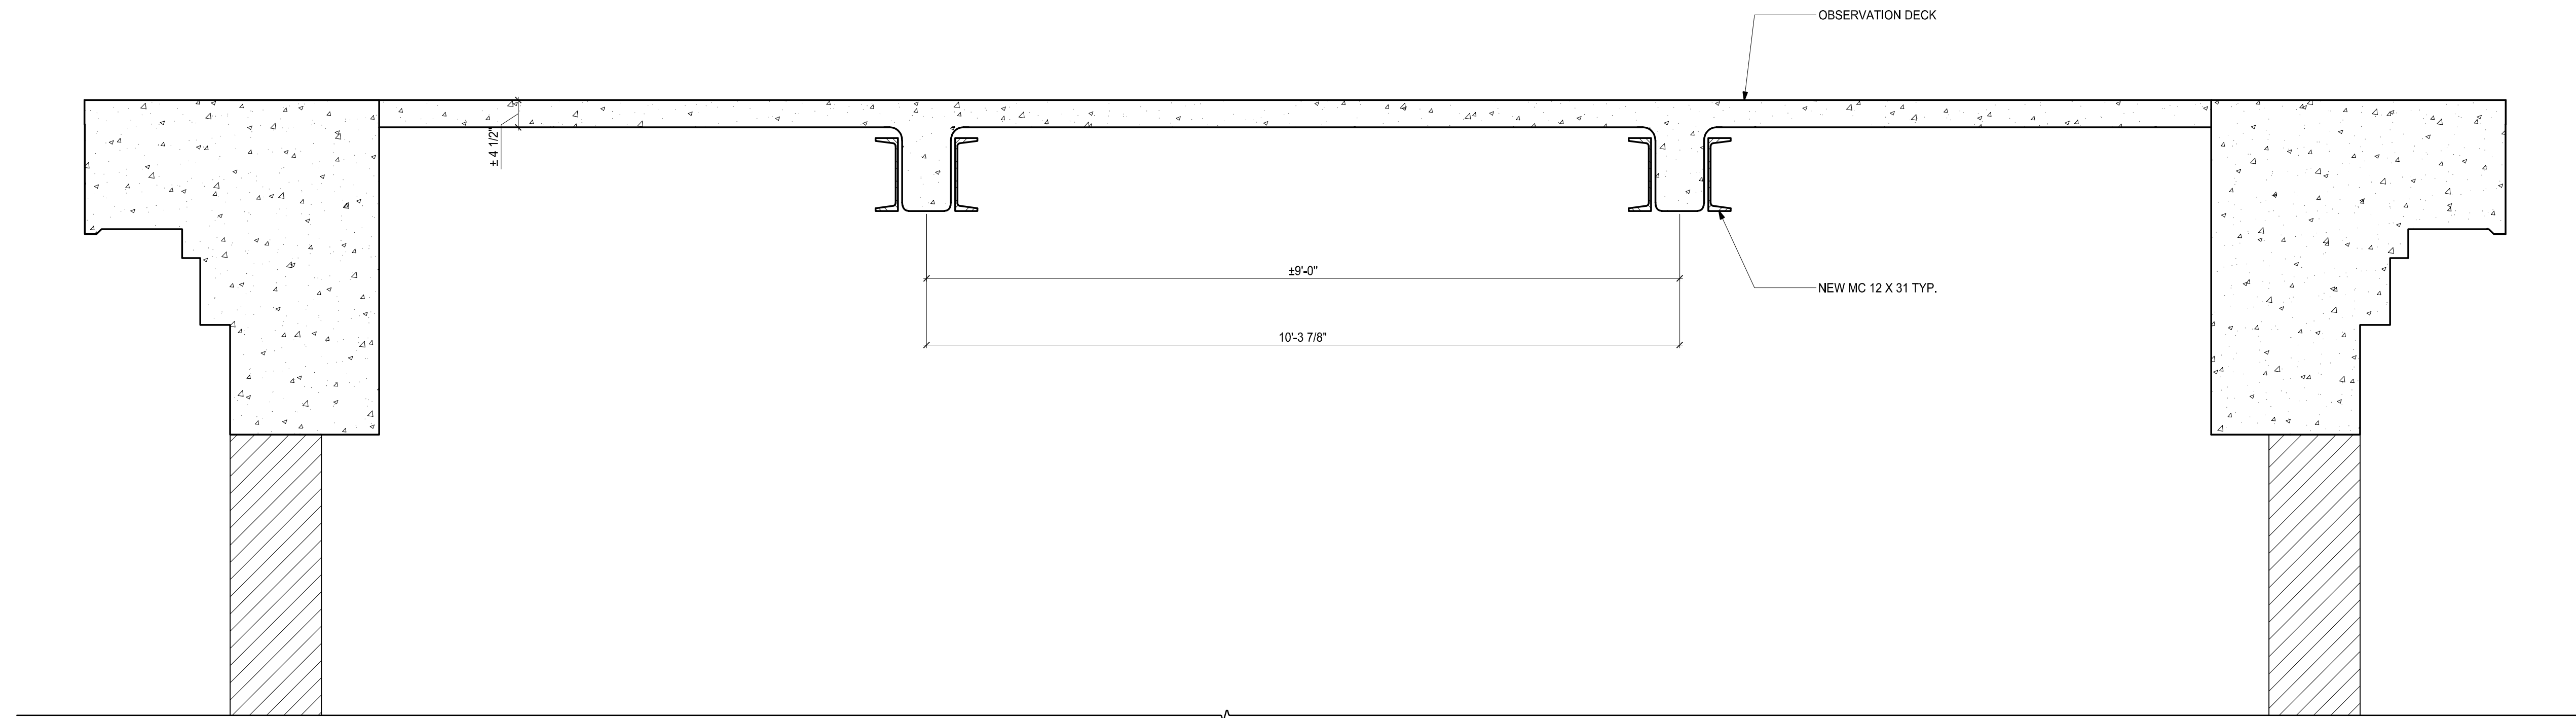 OBSERVATION DECK
± 4 1/2"
±9'-0"
NEW MC 12 X 31 TYP.
10'-3 7/8"